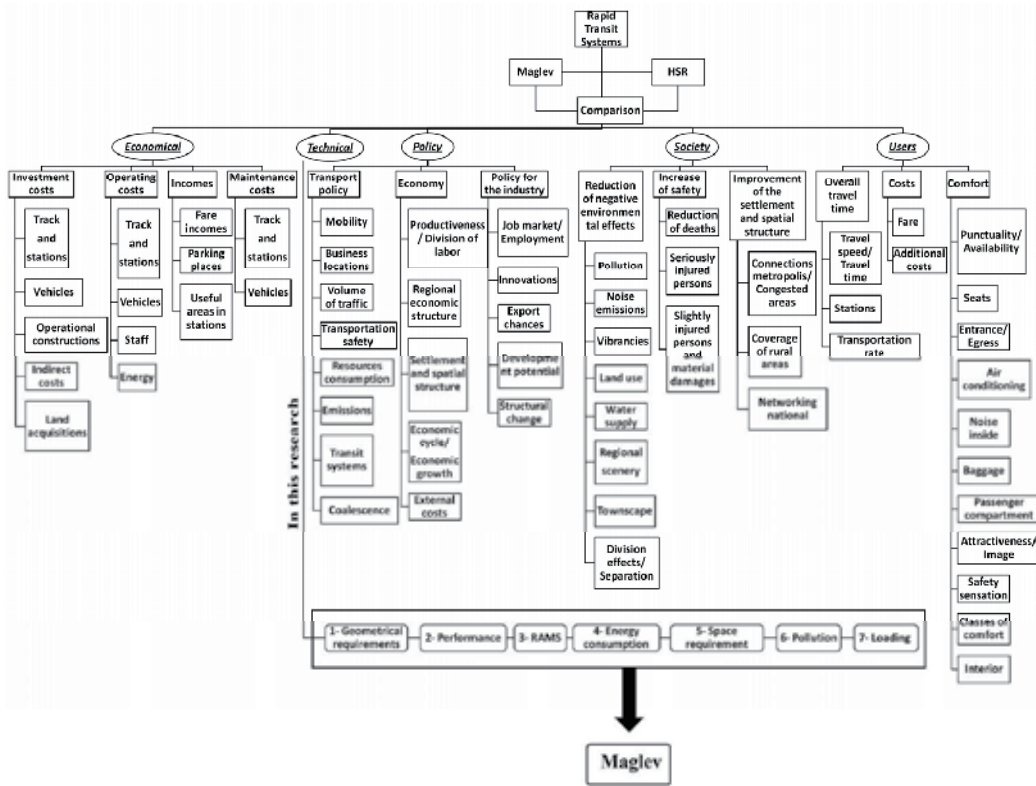 Rapid
Transit
Systems
Maglev
HSR
Comparison
Economical
Technical
Policy
Society
Users
Investment
costs
Track
and
stations
Vehicles
Operational
constructions
Indirect
costs
Land
acquisitions
Operating
costs
Track
and
stations
Vehicles
Staff
Energy
Incomes
Fare
incomes
Parking
places
Useful
areas in
stations
Maintenance
costs
Track
and
stations
Vehicles
Transport
policy
Mobility
Business
locations
Volume
of traffic
Transportation
safety
Resources
consumption
Emissions
Transit
systems
Coalescence
Economy
Productiveness
/ Division of
labor
Regional
economic
structure
Settlement
and spatial
structure
Economic
cycle/
Economic
growth
External
costs
Policy for
the industry
Job market/
Employment
Innovations
Export
chances
Developme
nt potential
Structural
change
Reduction
of negative
environme
ntal effects
Pollution
Noise
emissions
Vibrancies
Land use
Water
supply
Regional
scenery
Townscape
Division
effects/
Separation
Increase
of safety
Reduction
of deaths
Seriously
injured
persons
Slightly
injured
persons
and
material
damages
Improvement
of the
settlement
and spatial
structure
Connections
metropolis/
Congested
areas
Coverage
of rural
areas
Networking
national
Overall
travel
time
Travel
speed/
Travel
time
Stations
Transportation
rate
Costs
Fare
Additional
costs
Comfort
Punctuality/
Availability
Seats
Entrance/
Egress
Air
conditioning
Noise
inside
Baggage
Passenger
compartment
Attractiveness/
Image
Safety
sensation
Classes of
comfort
Interior
In this research
1- Geometrical
requirements
2- Performance
3- RAMS
4- Energy
consumption
5- Space
requirement
6- Pollution
7- Loading
Maglev